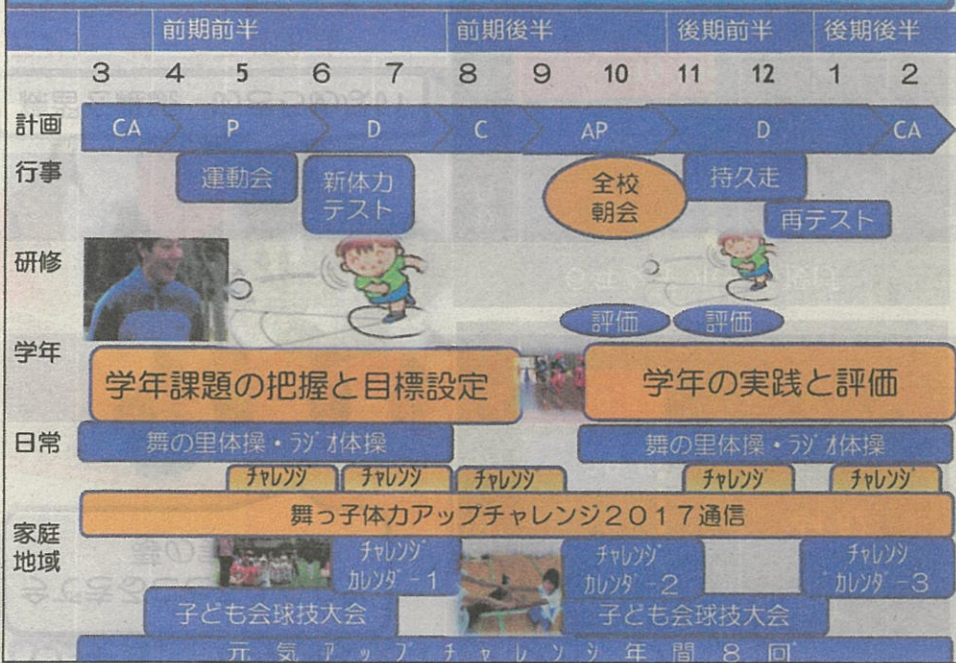 前期前半 前期後半 後期前半 後期後半
3 4 5 6 7 8 9 10 11 12 1 2
計画 CA P D C AP D CA
行事 運動会 新体力 全校 持久走
テスト 朝会 再テスト
研修
評価 評価
学年 学年課題の把握と目標設定 学年の実践と評価
日常 舞の里体操・ラジオ体操 舞の里体操・ラジオ体操
チャレンジ チャレンジ チャレンジ チャレンジ チャレンジ
舞っ子体力アップチャレンジ2017通信
家庭 チャレンジ チャレンジ チャレンジ
地域 カレンダー1 カレンダー2 カレンダー3
子ども会球技大会 子ども会球技大会
元気アップチャレンジ年間8回